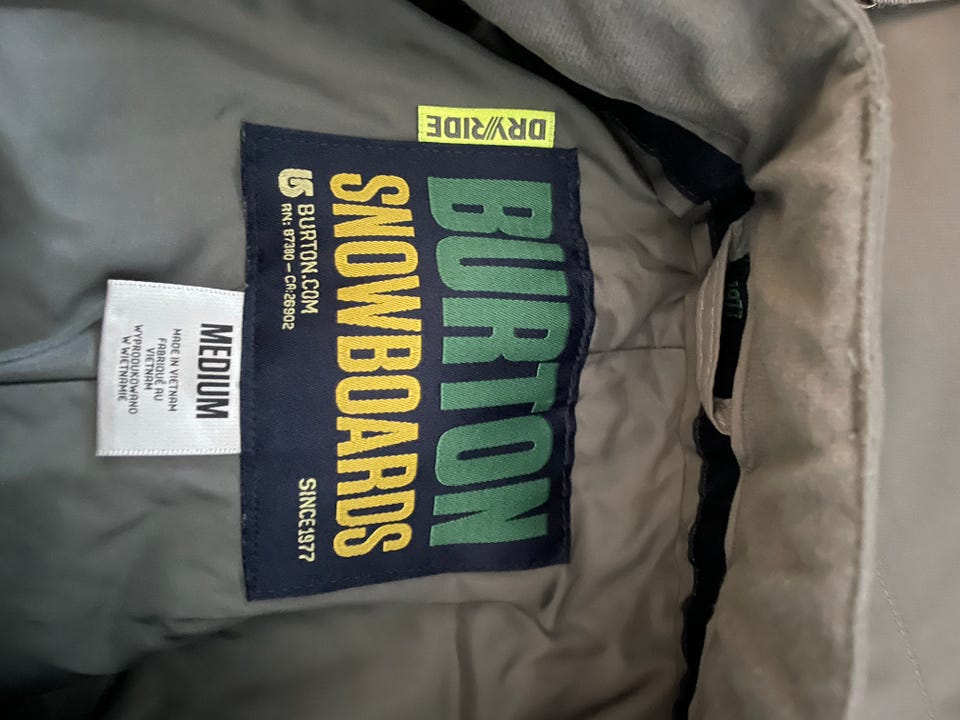 DRYRIDE
BURTON
SNOWBOARDS
BURTON.COM
SINCE1977
RN: 87380 – CA:26902
MEDIUM
MADE IN VIETNAM
FABRIQUÉ AU
VIETNAM
WYPRODUKOWANO
W WIETNAMIE
1977